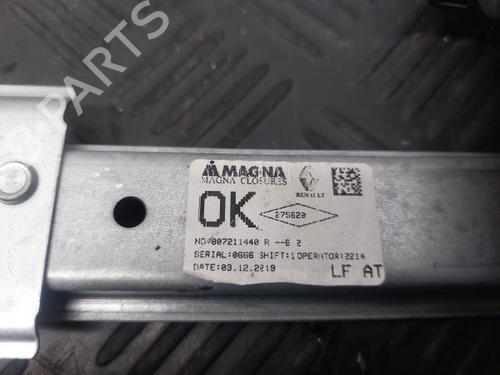 MAGNA
MAGNA CLOSURES
RENAULT
OK
275620
NO/807211440 R --E 2
SERIAL:0668 SHIFT:1 OPERATOR:2214
DATE:03.12.2019
LF AT
B-PARTS